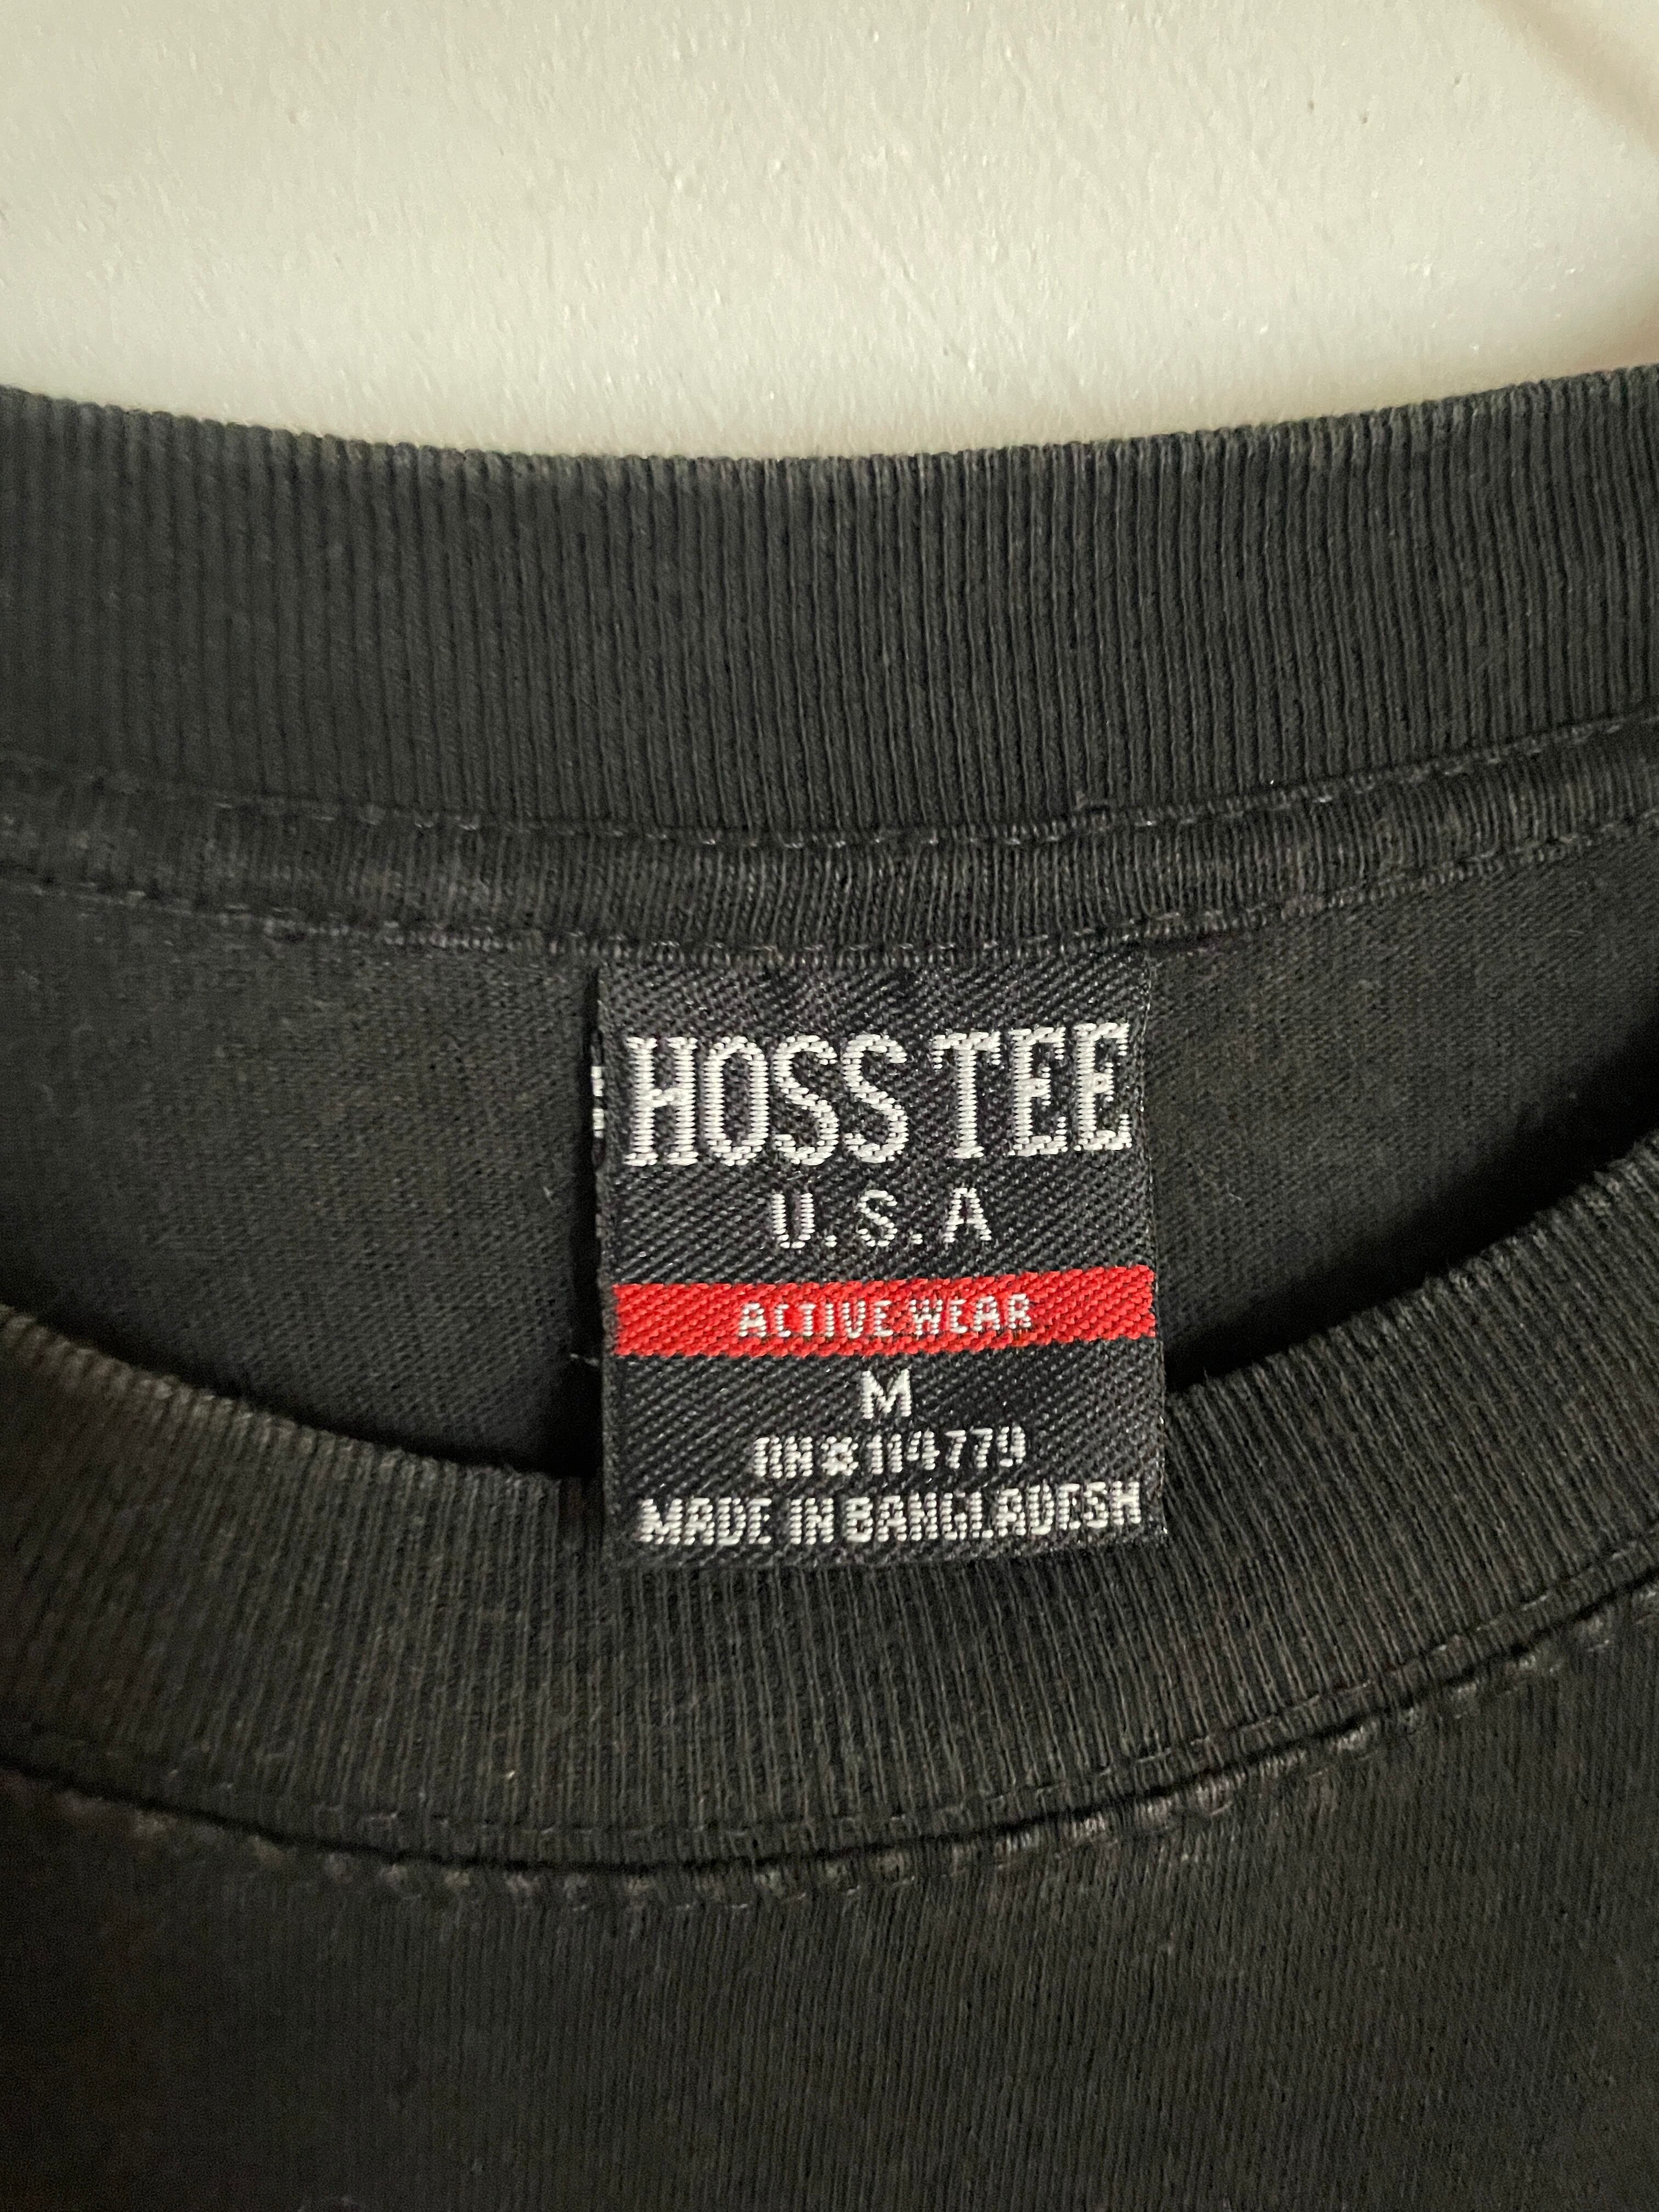 HOSS TEE
U.S.A
ACTIVE WEAR
M
RN#114779
MADE IN BANGLADESH